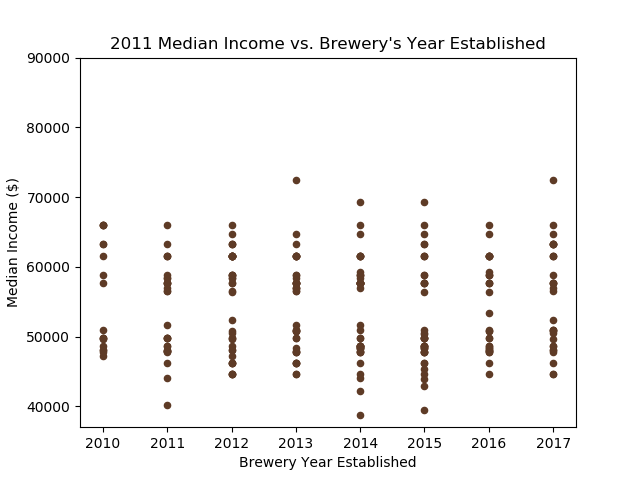 2011 Median Income vs. Brewery's Year Established
90000
80000
70000
60000
50000
40000
Median Income ($)
2010 2011 2012 2013 2014 2015 2016 2017
Brewery Year Established